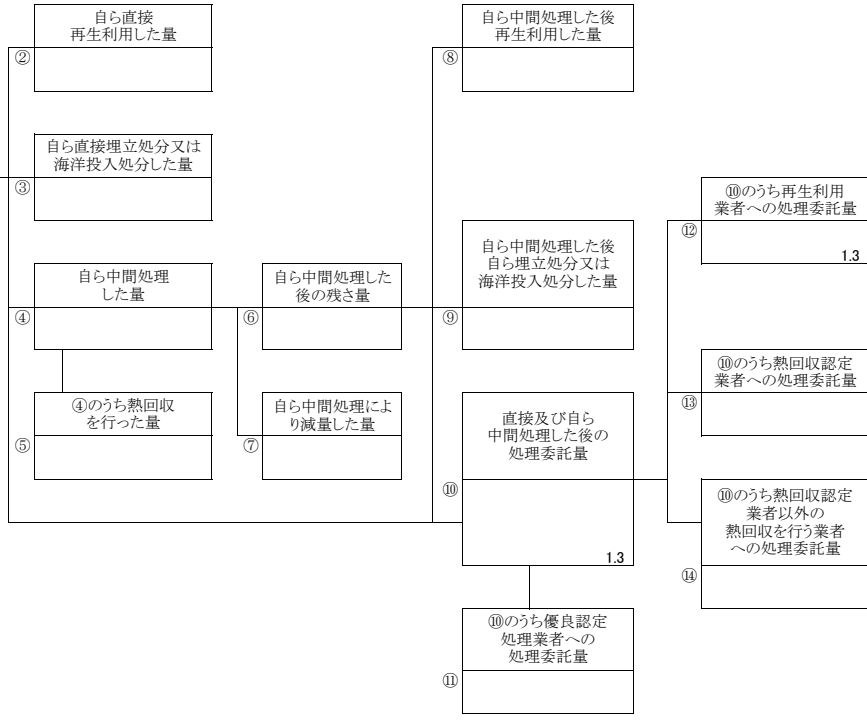 自ら直接
再生利用した量
②
自ら直接埋立処分又は
海洋投入処分した量
③
自ら中間処理
した量
④
④のうち熱回収
を行った量
⑤
自ら中間処理した
後の残さ量
⑥
自ら中間処理によ
り減量した量
⑦
自ら中間処理した後
再生利用した量
⑧
自ら中間処理した後
自ら埋立処分又は
海洋投入処分した量
⑨
直接及び自ら
中間処理した後の
処理委託量
⑩
1.3
⑩のうち優良認定
処理業者への
処理委託量
⑪
⑩のうち再生利用
業者への処理委託量
⑫
1.3
⑩のうち熱回収認定
業者への処理委託量
⑬
⑩のうち熱回収認定
業者以外の
熱回収を行う業者
への処理委託量
⑭